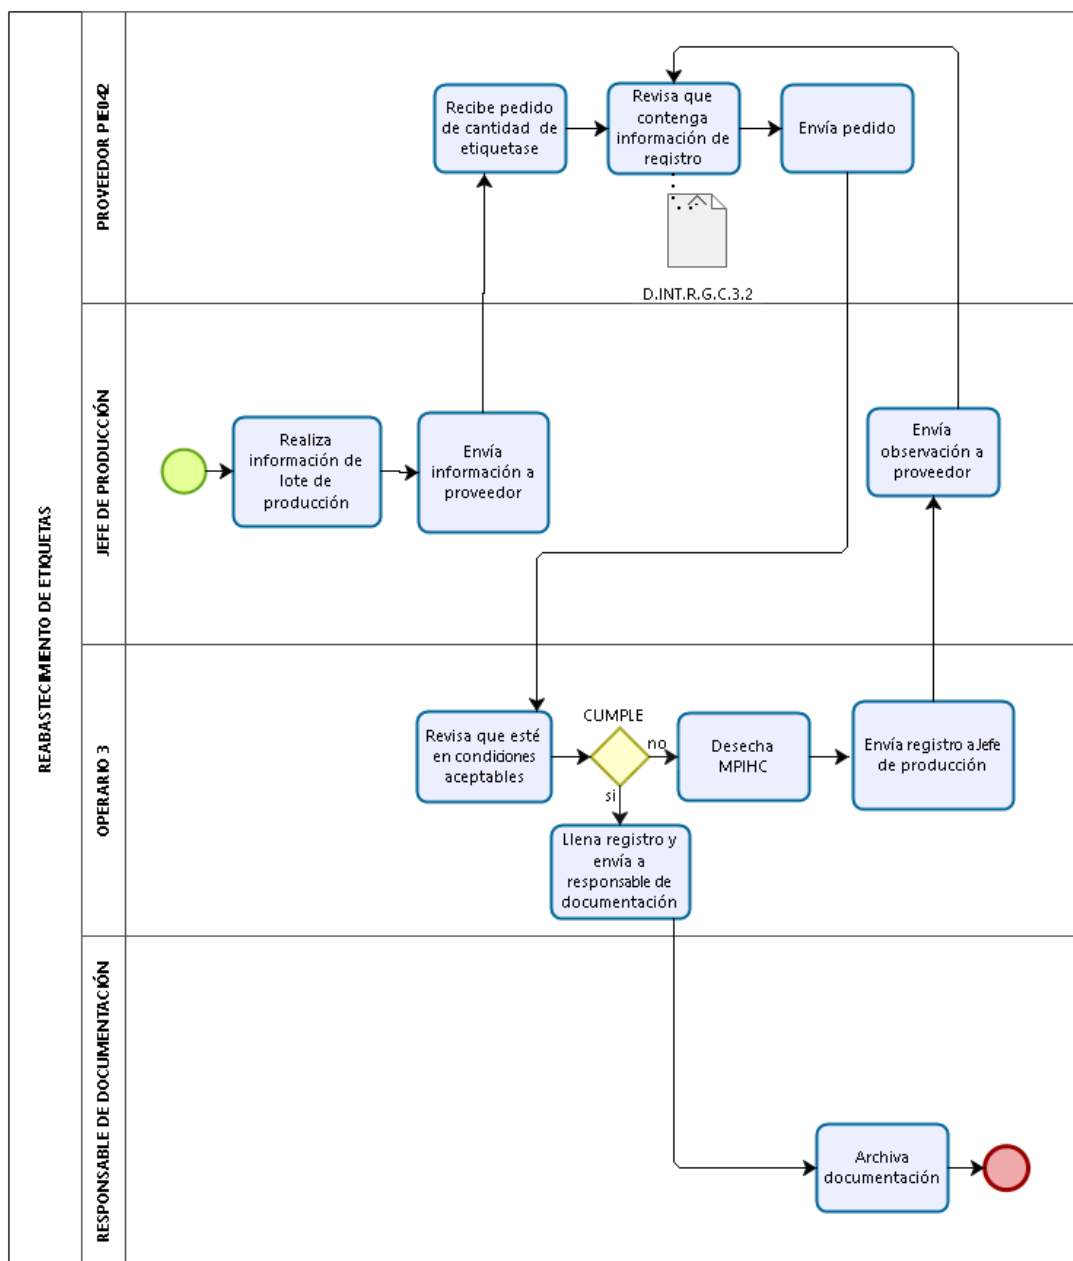 REABASTECIMIENTO DE ETIQUETAS
PROVEEDOR PIE042
Recibe pedido
de cantidad de
etiquetase
Revisa que
contenga
información de
registro
Envía pedido
D.INT.R.G.C.3.2
JEFE DE PRODUCCIÓN
Realiza
información de
lote de
producción
Envía
información a
proveedor
Envía
observación a
proveedor
OPERARIO 3
Revisa que esté
en condiciones
aceptables
CUMPLE
no
si
Desecha
MPIHC
Envía registro aJefe
de producción
Llena registro y
envía a
responsable de
documentación
RESPONSABLE DE DOCUMENTACIÓN
Archiva
documentación